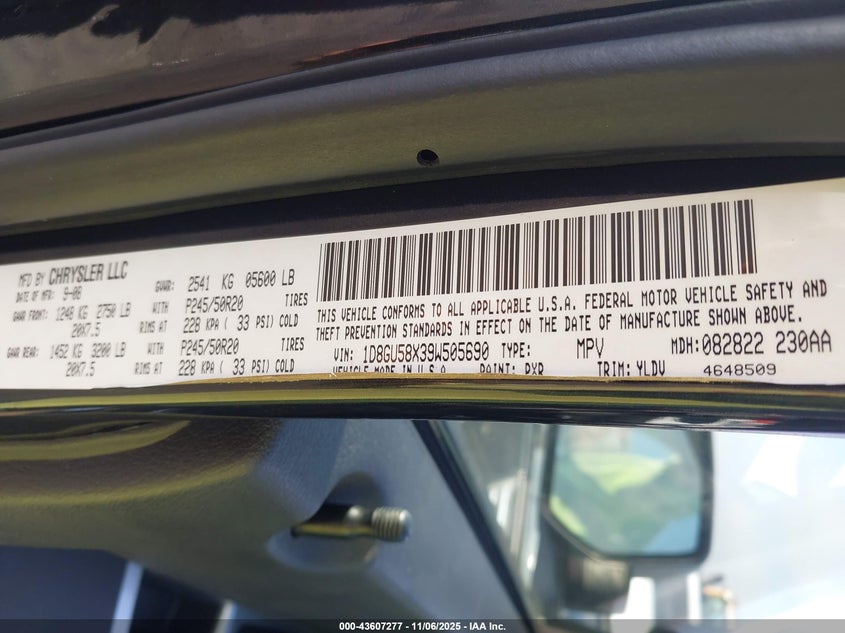 MFD BY CHRYSLER LLC
DATE OF MFR: 9-08 GVWR: 2541 KG 05600 LB
GAWR FRONT: 1248 KG 2750 LB WITH P245/50R20 TIRES
20X7.5 RIMS AT 228 KPA ( 33 PSI) COLD
GAWR REAR: 1452 KG 3200 LB WITH P245/50R20 TIRES
20X7.5 RIMS AT 228 KPA ( 33 PSI) COLD
THIS VEHICLE CONFORMS TO ALL APPLICABLE U.S.A. FEDERAL MOTOR VEHICLE SAFETY AND
THEFT PREVENTION STANDARDS IN EFFECT ON THE DATE OF MANUFACTURE SHOWN ABOVE.
VIN: 1D8GU58X39W505690 TYPE: MPV MDH: 082822 230AA
VEHICLE MADE IN U.S.A. PAINT: PXR TRIM: YLDV 4648509
000-43607277 - 11/06/2025 - IAA Inc.